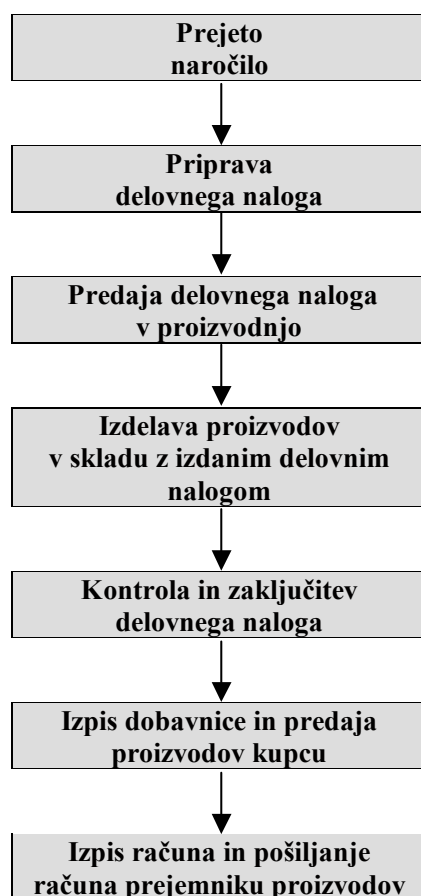 Prejeto
naročilo
Priprava
delovnega naloga
Predaja delovnega naloga
v proizvodnjo
Izdelava proizvodov
v skladu z izdanim delovnim
nalogom
Kontrola in zaključitev
delovnega naloga
Izpis dobavnice in predaja
proizvodov kupcu
Izpis računa in pošiljanje
računa prejemniku proizvodov